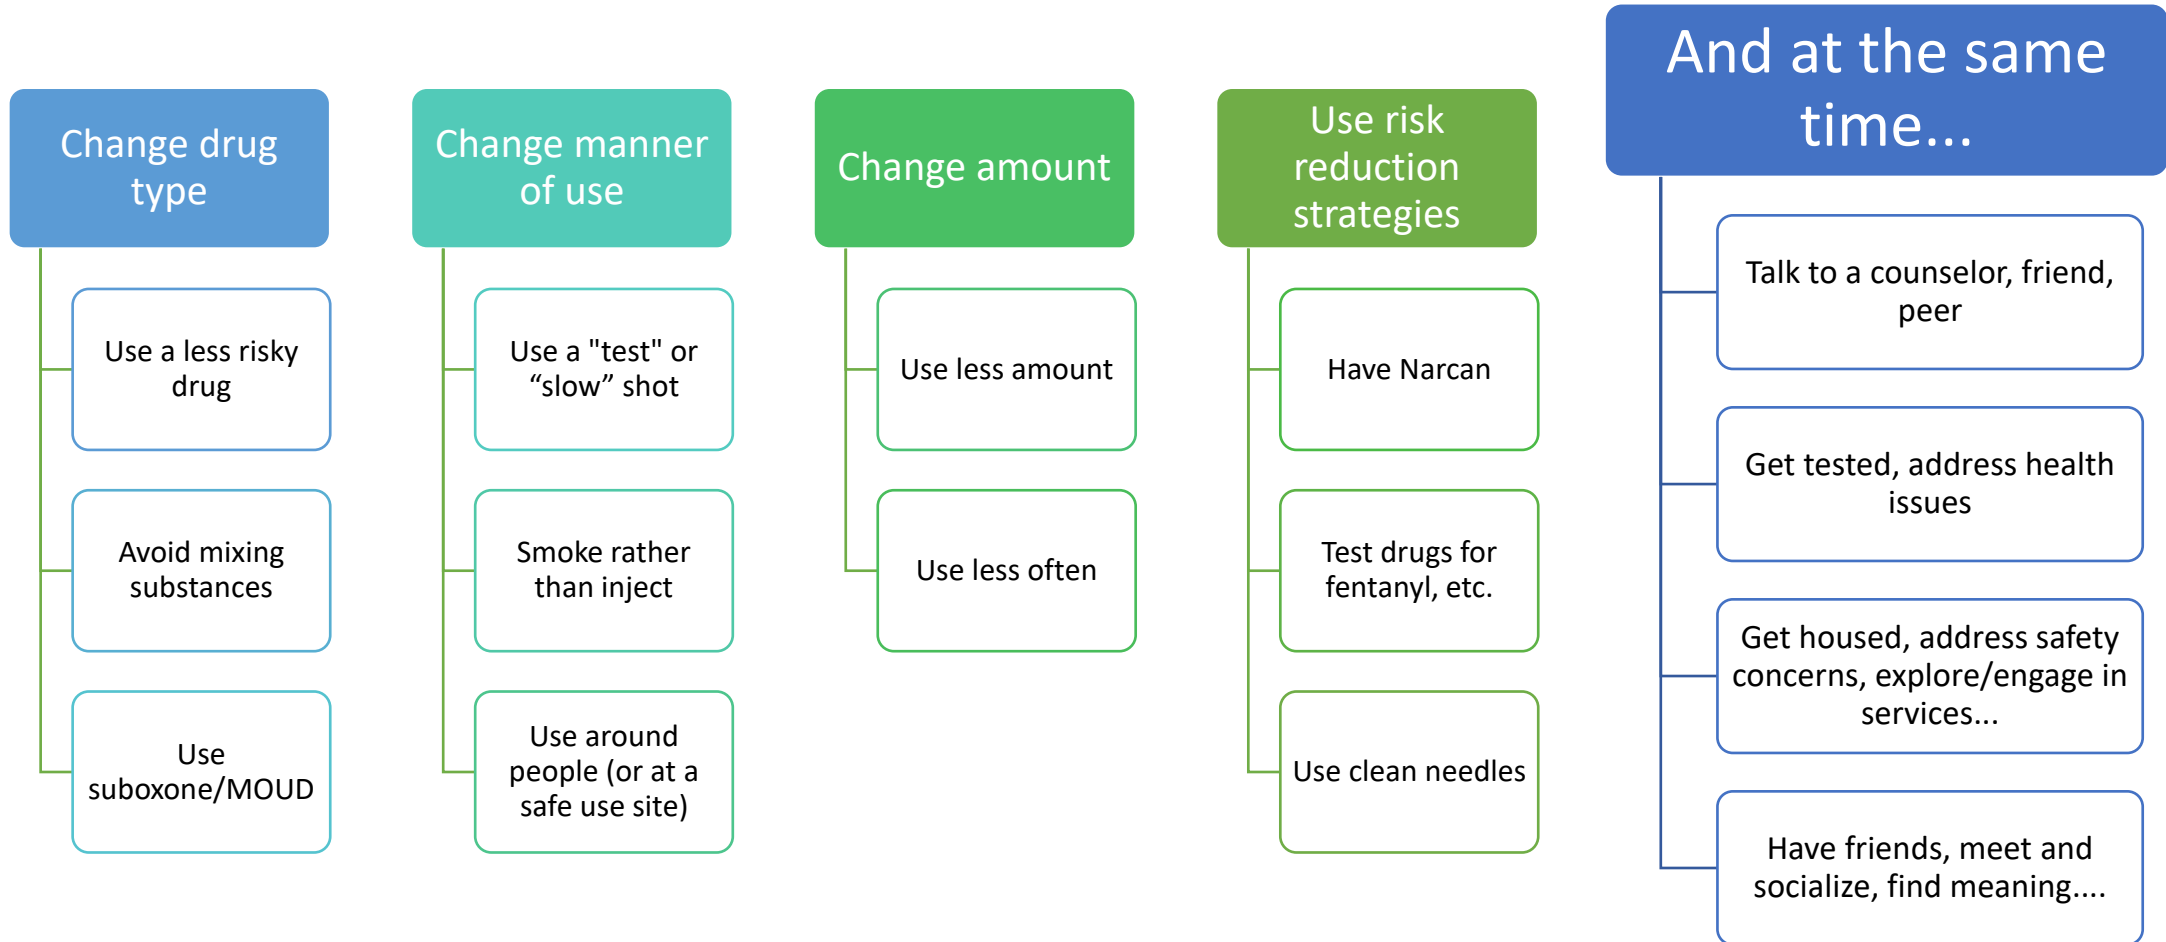 Change drug
type
Use a less risky
drug
Avoid mixing
substances
Use
suboxone/MOUD
Change manner
of use
Use a "test" or
“slow” shot
Smoke rather
than inject
Use around
people (or at a
safe use site)
Change amount
Use less amount
Use less often
Use risk
reduction
strategies
Have Narcan
Test drugs for
fentanyl, etc.
Use clean needles
And at the same
time...
Talk to a counselor, friend,
peer
Get tested, address health
issues
Get housed, address safety
concerns, explore/engage in
services...
Have friends, meet and
socialize, find meaning....